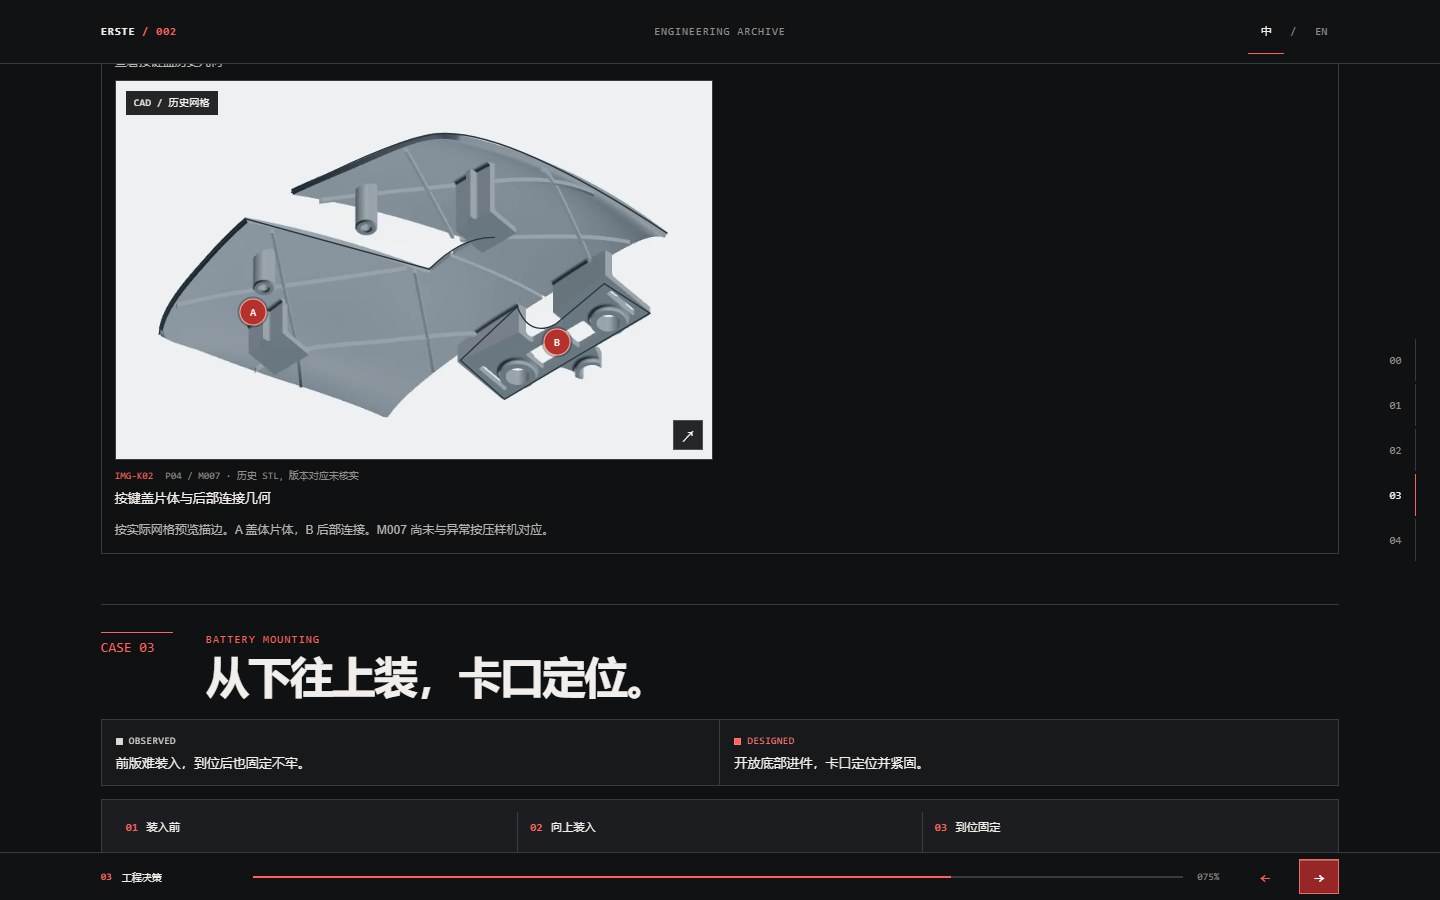 ERSTE / 002
ENGINEERING ARCHIVE
中 / EN
CAD / 历史网格
A
B
IMG-K02 P04 / M007 · 历史 STL, 版本对应未核实
按键盖片体与后部连接几何
按实际网格预览描边。A 盖体片体，B 后部连接。M007 尚未与异常按压样机对应。
00
01
02
03
04
CASE 03
BATTERY MOUNTING
从下往上装，卡口定位。
OBSERVED
前版难装入，到位后也固定不牢。
DESIGNED
开放底部进件，卡口定位并紧固。
01 装入前
02 向上装入
03 到位固定
03 工程决策
075%
← →